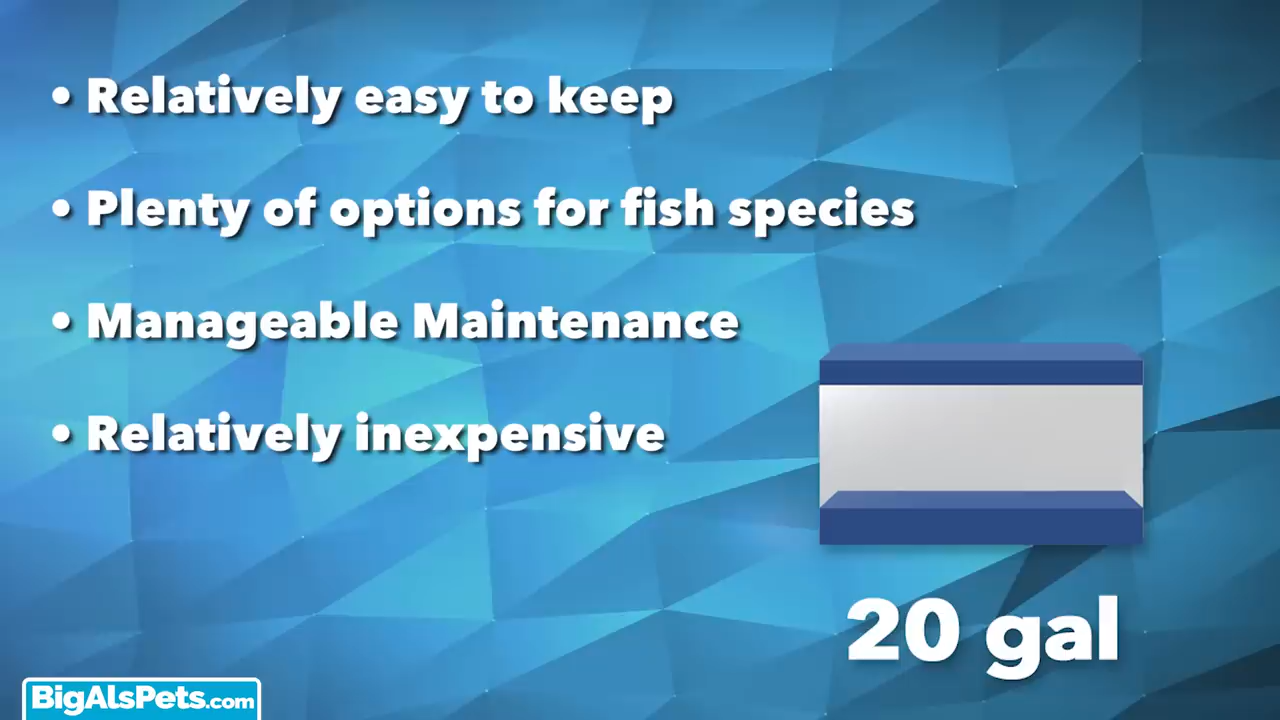 • Relatively easy to keep
• Plenty of options for fish species
• Manageable Maintenance
• Relatively inexpensive
20 gal
BigAlsPets.com